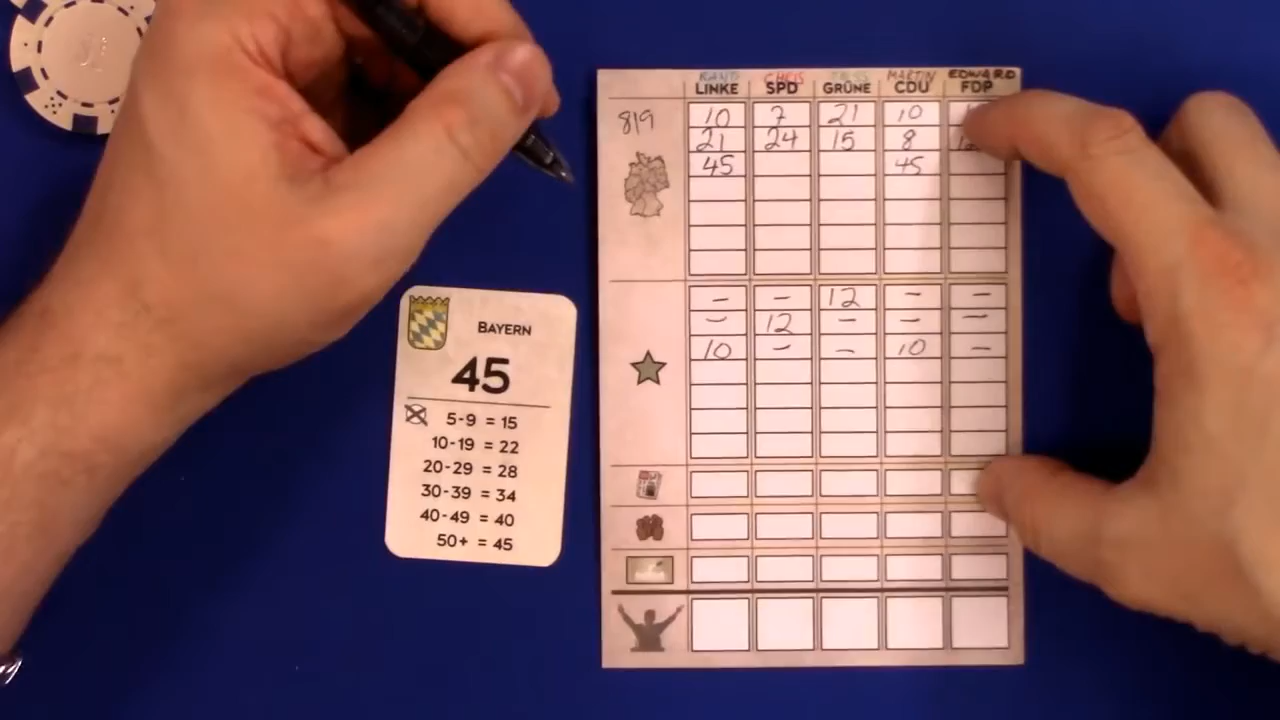 CHRIS MARTIN EDWARD
LINKE SPD GRÜNE CDU FDP
819
10 7 21 10
21 24 15 8
45 45
- - 12 - -
- 12 - - -
10 - - 10 -
BAYERN
45
5-9 = 15
10-19 = 22
20-29 = 28
30-39 = 34
40-49 = 40
50+ = 45